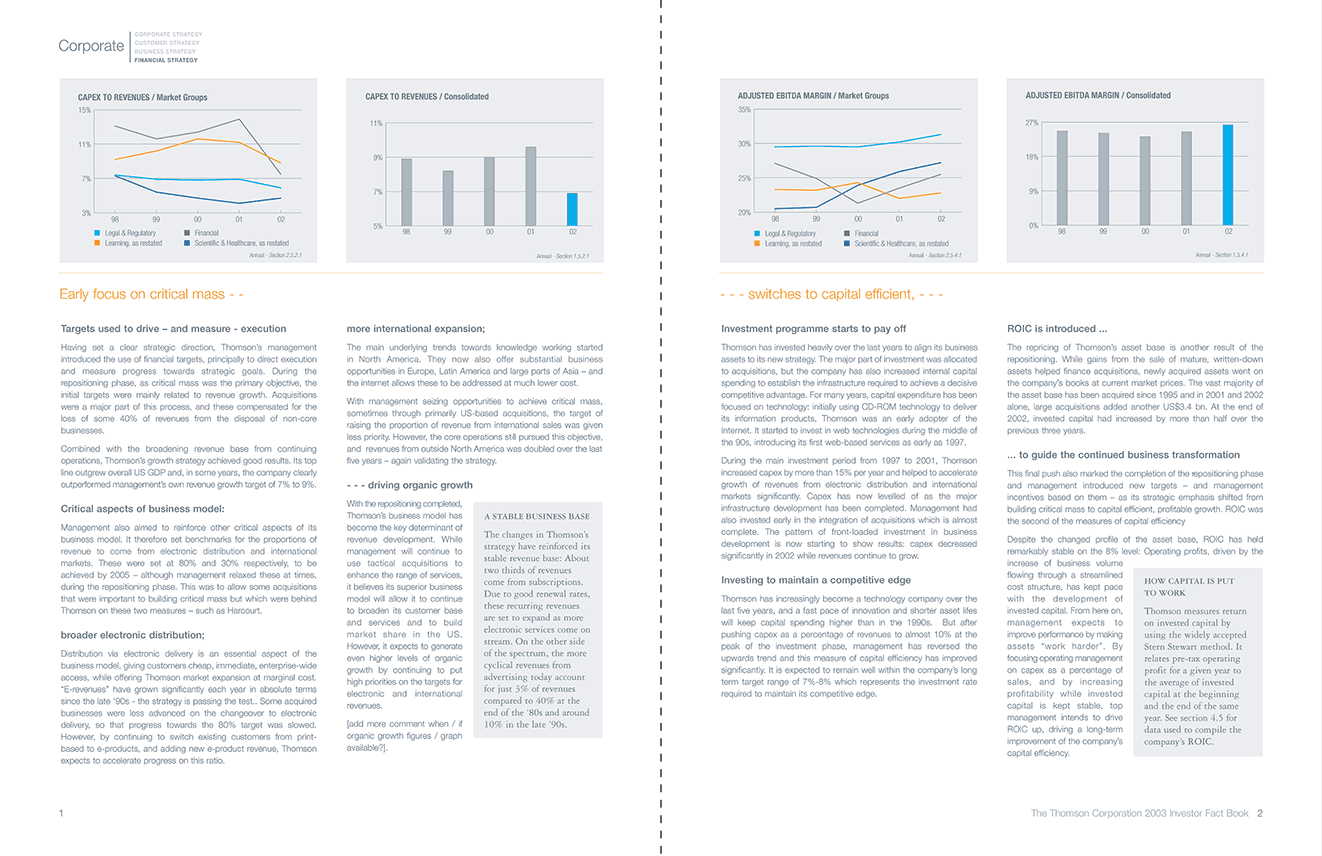 Corporate
CORPORATE STRATEGY
CUSTOMER STRATEGY
BUSINESS STRATEGY
FINANCIAL STRATEGY
CAPEX TO REVENUES / Market Groups
15%
11%
7%
3%
98 99 00 01 02
Legal & Regulatory
Financial
Learning, as restated
Scientific & Healthcare, as restated
Annual - Section 2.5.2.1
CAPEX TO REVENUES / Consolidated
11%
9%
7%
5%
98 99 00 01 02
Annual - Section 1.5.2.1
Early focus on critical mass - -
Targets used to drive – and measure - execution
Having set a clear strategic direction, Thomson's management
introduced the use of financial targets, principally to direct execution
and measure progress towards strategic goals. During the
repositioning phase, as critical mass was the primary objective, the
initial targets were mainly related to revenue growth. Acquisitions
were a major part of this process, and these compensated for the
loss of some 40% of revenues from the disposal of non-core
businesses.
Combined with the broadening revenue base from continuing
operations, Thomson's growth strategy achieved good results. Its top
line outgrew overall US GDP and, in some years, the company clearly
outperformed management's own revenue growth target of 7% to 9%.
Critical aspects of business model:
Management also aimed to reinforce other critical aspects of its
business model. It therefore set benchmarks for the proportions of
revenue to come from electronic distribution and international
markets. These were set at 80% and 30% respectively, to be
achieved by 2005 – although management relaxed these at times,
during the repositioning phase. This was to allow some acquisitions
that were important to building critical mass but which were behind
Thomson on these two measures – such as Harcourt.
broader electronic distribution;
Distribution via electronic delivery is an essential aspect of the
business model, giving customers cheap, immediate, enterprise-wide
access, while offering Thomson market expansion at marginal cost.
"E-revenues" have grown significantly each year in absolute terms
since the late '90s - the strategy is passing the test.. Some acquired
businesses were less advanced on the changeover to electronic
delivery, so that progress towards the 80% target was slowed.
However, by continuing to switch existing customers from print-
based to e-products, and adding new e-product revenue, Thomson
expects to accelerate progress on this ratio.
more international expansion;
The main underlying trends towards knowledge working started
in North America. They now also offer substantial business
opportunities in Europe, Latin America and large parts of Asia – and
the internet allows these to be addressed at much lower cost.
With management seizing opportunities to achieve critical mass,
sometimes through primarily US-based acquisitions, the target of
raising the proportion of revenue from international sales was given
less priority. However, the core operations still pursued this objective,
and revenues from outside North America was doubled over the last
five years – again validating the strategy.
- - - driving organic growth
With the repositioning completed,
Thomson's business model has
become the key determinant of
revenue development. While
management will continue to
use tactical acquisitions to
enhance the range of services,
it believes its superior business
model will allow it to continue
to broaden its customer base
and services and to build
market share in the US.
However, it expects to generate
even higher levels of organic
growth by continuing to put
high priorities on the targets for
electronic and international
revenues.
[add more comment when / if
organic growth figures / graph
available?].
A STABLE BUSINESS BASE
The changes in Thomson's
strategy have reinforced its
stable revenue base: About
two thirds of revenues
come from subscriptions.
Due to good renewal rates,
these recurring revenues
are set to expand as more
electronic services come on
stream. On the other side
of the spectrum, the more
cyclical revenues from
advertising today account
for just 3% of revenues
compared to 40% at the
end of the '80s and around
10% in the late '90s.
1
ADJUSTED EBITDA MARGIN / Market Groups
35%
30%
25%
20%
98 99 00 01 02
Legal & Regulatory
Financial
Learning, as restated
Scientific & Healthcare, as restated
Annual - Section 2.5.4.1
ADJUSTED EBITDA MARGIN / Consolidated
27%
18%
9%
0%
98 99 00 01 02
Annual - Section 1.5.4.1
- - - switches to capital efficient, - - -
Investment programme starts to pay off
Thomson has invested heavily over the last years to align its business
assets to its new strategy. The major part of investment was allocated
to acquisitions, but the company has also increased internal capital
spending to establish the infrastructure required to achieve a decisive
competitive advantage. For many years, capital expenditure has been
focused on technology: initially using CD-ROM technology to deliver
its information products, Thomson was an early adopter of the
Internet. It started to invest in web technologies during the middle of
the 90s, introducing its first web-based services as early as 1997.
During the main investment period from 1997 to 2001, Thomson
increased capex by more than 15% per year and helped to accelerate
growth of revenues from electronic distribution and international
markets significantly. Capex has now levelled of as the major
infrastructure development has been completed. Management had
also invested early in the integration of acquisitions which is almost
complete. The pattern of front-loaded investment in business
development is now starting to show results: capex decreased
significantly in 2002 while revenues continue to grow.
Investing to maintain a competitive edge
Thomson has increasingly become a technology company over the
last five years, and a fast pace of innovation and shorter asset lifes
will keep capital spending higher than in the 1990s. But after
pushing capex as a percentage of revenues to almost 10% at the
peak of the investment phase, management has reversed the
upwards trend and this measure of capital efficiency has improved
significantly. It is expected to remain well within the company's long
term target range of 7%-8% which represents the investment rate
required to maintain its competitive edge.
ROIC is introduced ...
The repricing of Thomson's asset base is another result of the
repositioning. While gains from the sale of mature, written-down
assets helped finance acquisitions, newly acquired assets went on
the company's books at current market prices. The vast majority of
the asset base has been acquired since 1995 and in 2001 and 2002
alone, large acquisitions added another US$3.4 bn. At the end of
2002, invested capital had increased by more than half over the
previous three years.
... to guide the continued business transformation
This final push also marked the completion of the repositioning phase
and management introduced new targets – and management
incentives based on them – as its strategic emphasis shifted from
building critical mass to capital efficient, profitable growth. ROIC was
the second of the measures of capital efficiency
Despite the changed profile of the asset base, ROIC has held
remarkably stable on the 8% level: Operating profits, driven by the
increase of business volume
flowing through a streamlined
cost structure, has kept pace
with the development of
invested capital. From here on,
management expects to
improve performance by making
assets "work harder". By
focusing operating management
on capex as a percentage of
sales, and by increasing
profitability while invested
capital is kept stable, top
management intends to drive
ROIC up, driving a long-term
improvement of the company's
capital efficiency.
HOW CAPITAL IS PUT
TO WORK
Thomson measures return
on invested capital by
using the widely accepted
Stern Stewart method. It
relates pre-tax operating
profit for a given year to
the average of invested
capital at the beginning
and the end of the same
year. See section 4.5 for
data used to compile the
company's ROIC.
The Thomson Corporation 2003 Investor Fact Book 2